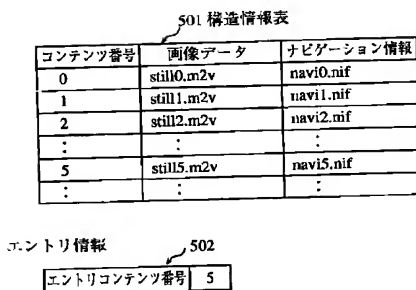 501 構造情報表
コンテンツ番号 画像データ ナビゲーション情報
0 still0.m2v navi0.nif
1 still1.m2v navi1.nif
2 still2.m2v navi2.nif
: : :
5 still5.m2v navi5.nif
: : :
エントリ情報 502
エントリコンテンツ番号 5